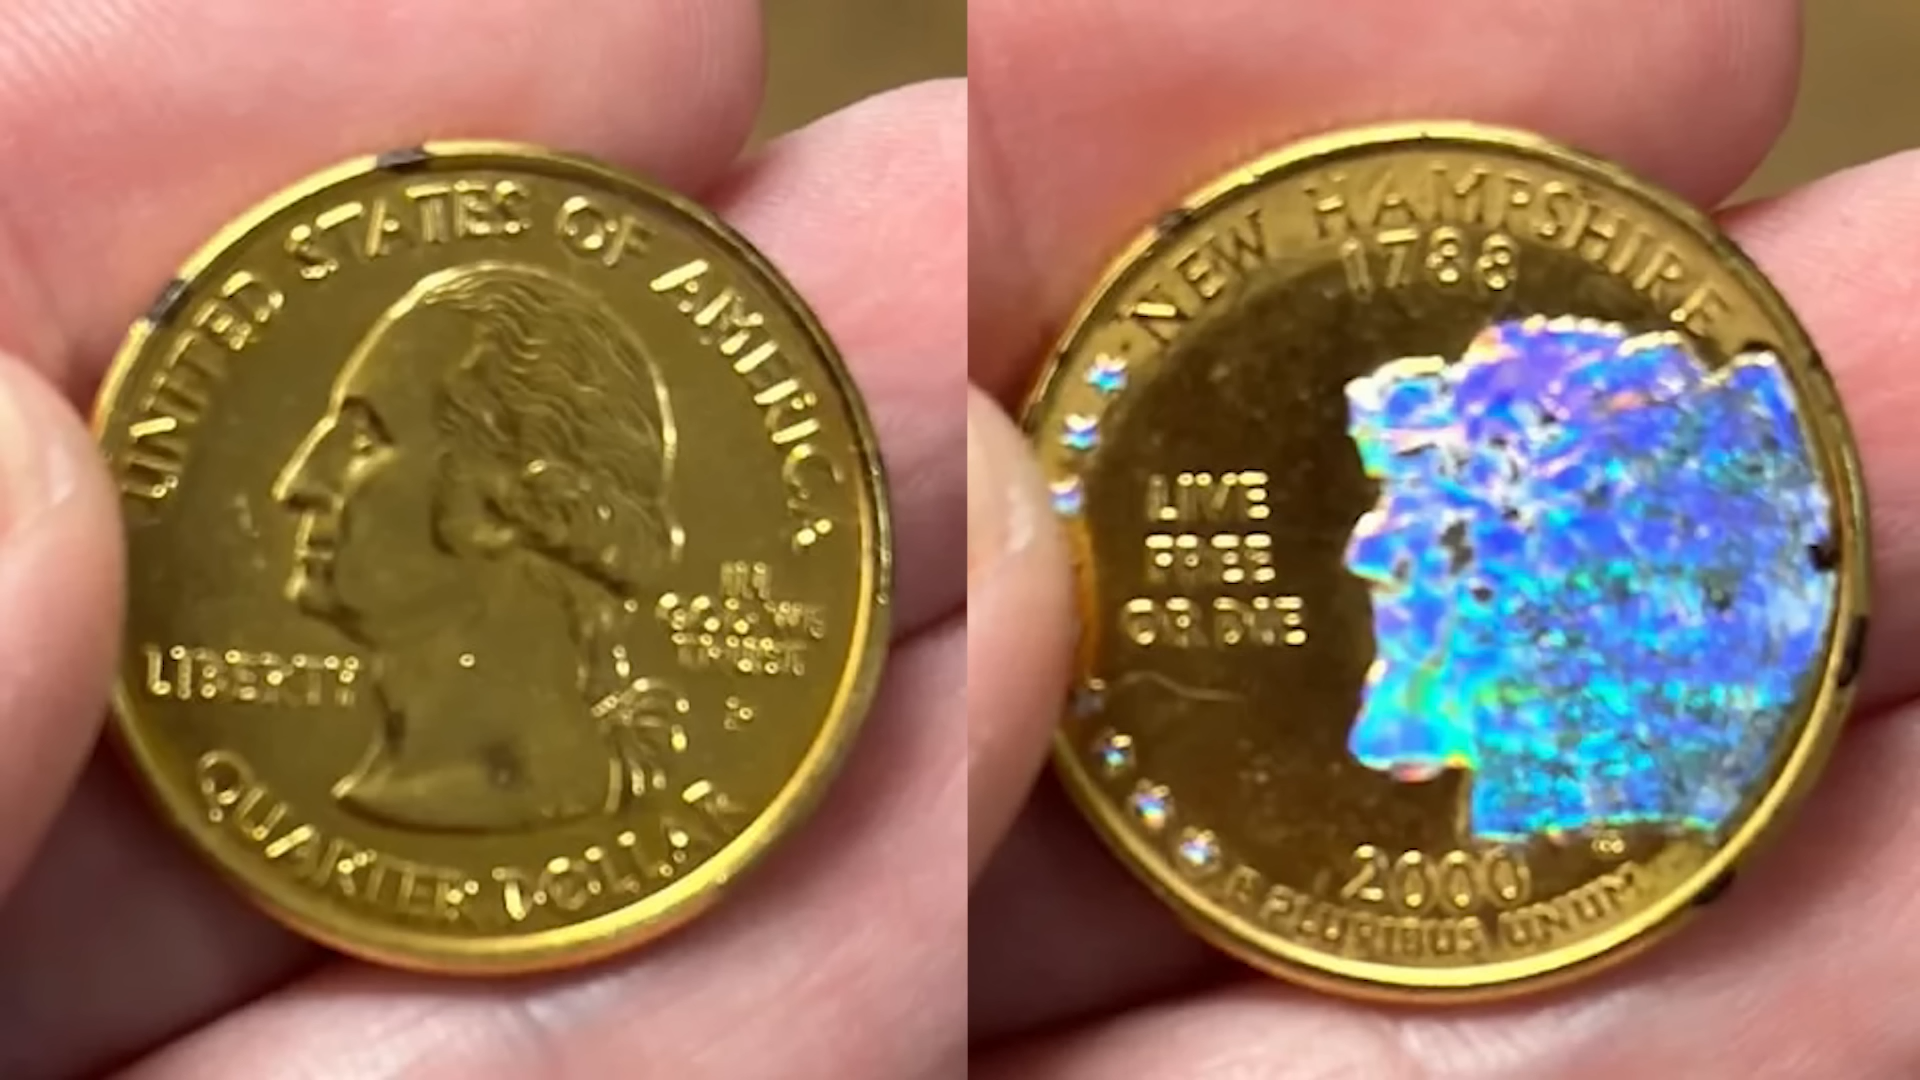 UNITED STATES OF AMERICA
LIBERTY
IN
GOD WE
TRUST
P
QUARTER DOLLAR
NEW HAMPSHIRE
1788
LIVE
FREE
OR DIE
2000
E PLURIBUS UNUM